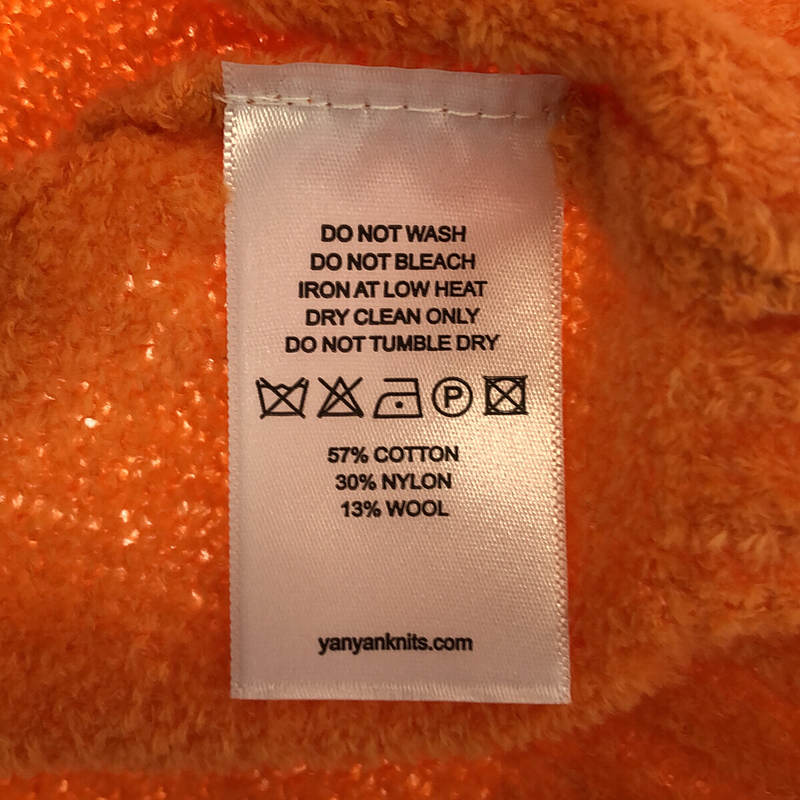 DO NOT WASH
DO NOT BLEACH
IRON AT LOW HEAT
DRY CLEAN ONLY
DO NOT TUMBLE DRY
P
57% COTTON
30% NYLON
13% WOOL
yanyanknits.com